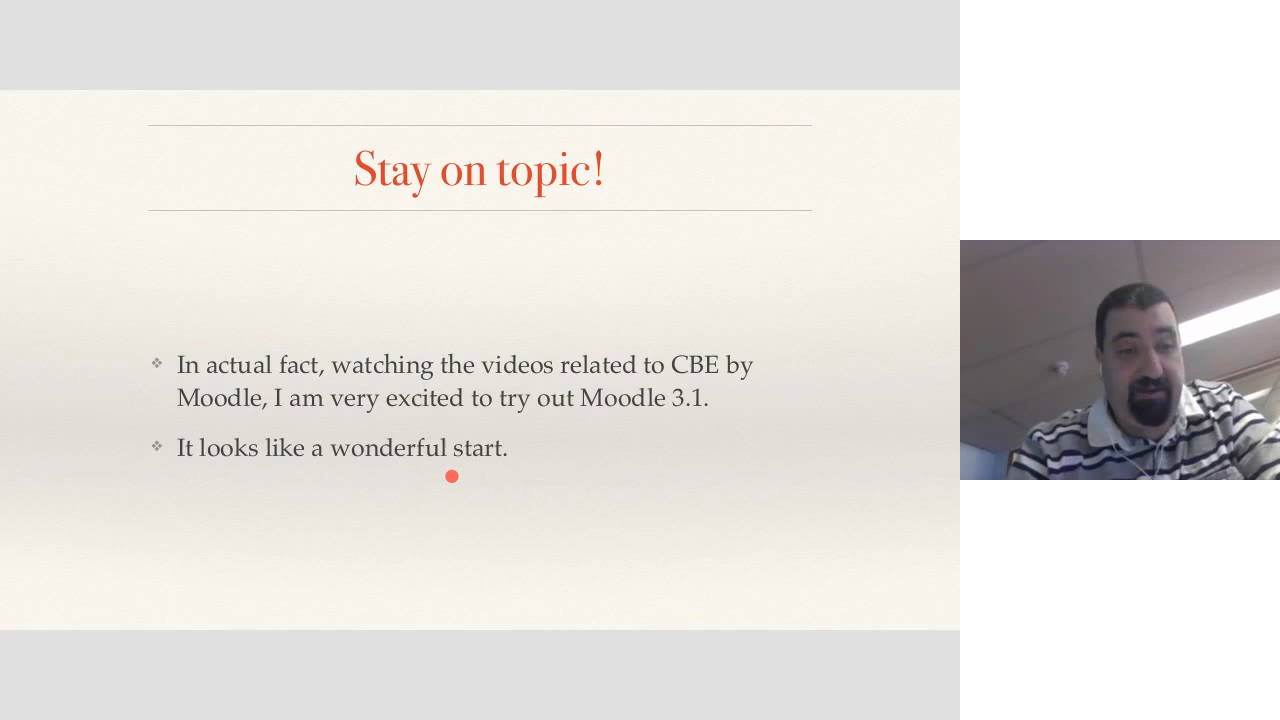 Stay on topic!
In actual fact, watching the videos related to CBE by
Moodle, I am very excited to try out Moodle 3.1.
It looks like a wonderful start.